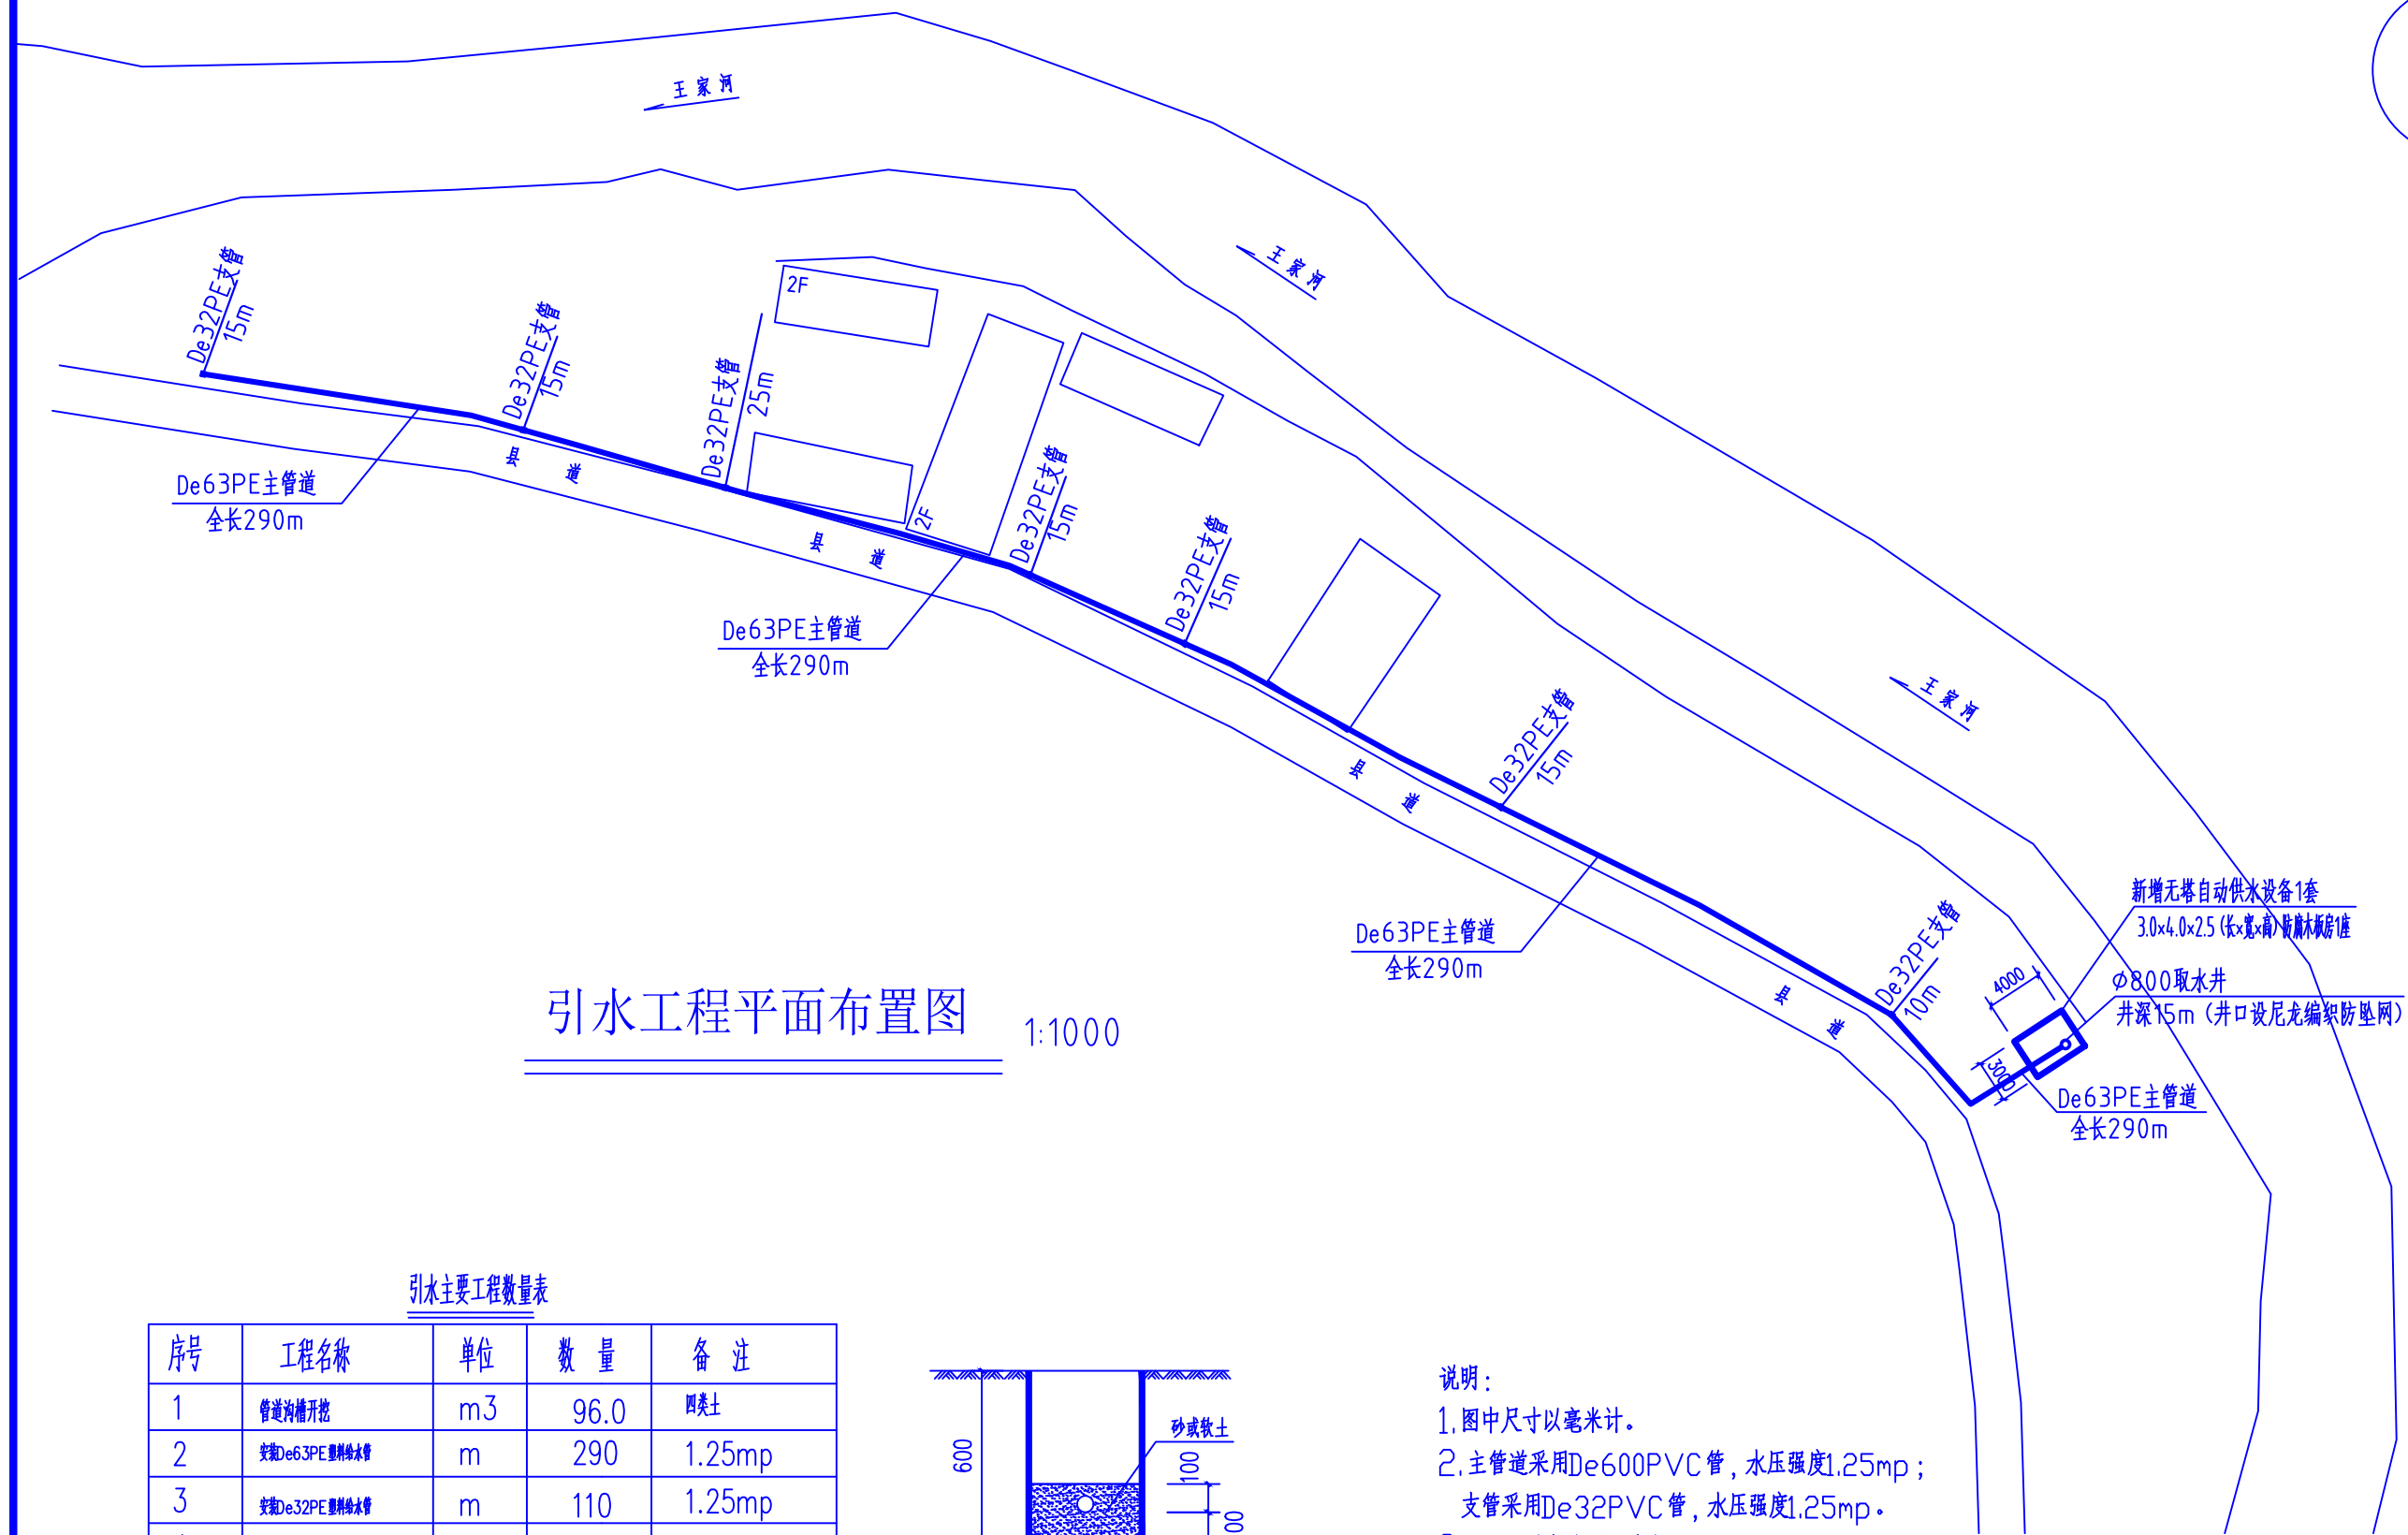 王家河
王家河
王家河
De32PE支管
15m
De32PE支管
15m
De32PE支管
25m
2F
2F
De32PE支管
15m
De32PE支管
15m
De32PE支管
15m
De32PE支管
10m
县道
县道
县道
县道
De63PE主管道
全长290m
De63PE主管道
全长290m
De63PE主管道
全长290m
新增无塔自动供水设备1套
3.0×4.0×2.5(长×宽×高)防腐木板房1座
Ø800取水井
井深15m(井口设尼龙编织防坠网)
4000
3000
De63PE主管道
全长290m
引水工程平面布置图 1:1000
引水主要工程数量表
序号 工程名称 单位 数量 备注
1 管道沟槽开挖 m3 96.0 四类土
2 安装De63PE塑料给水管 m 290 1.25mp
3 安装De32PE塑料给水管 m 110 1.25mp
600
砂或软土
100
00
说明:
1.图中尺寸以毫米计。
2.主管道采用De600PVC管,水压强度1.25mp;
支管采用De32PVC管,水压强度1.25mp。